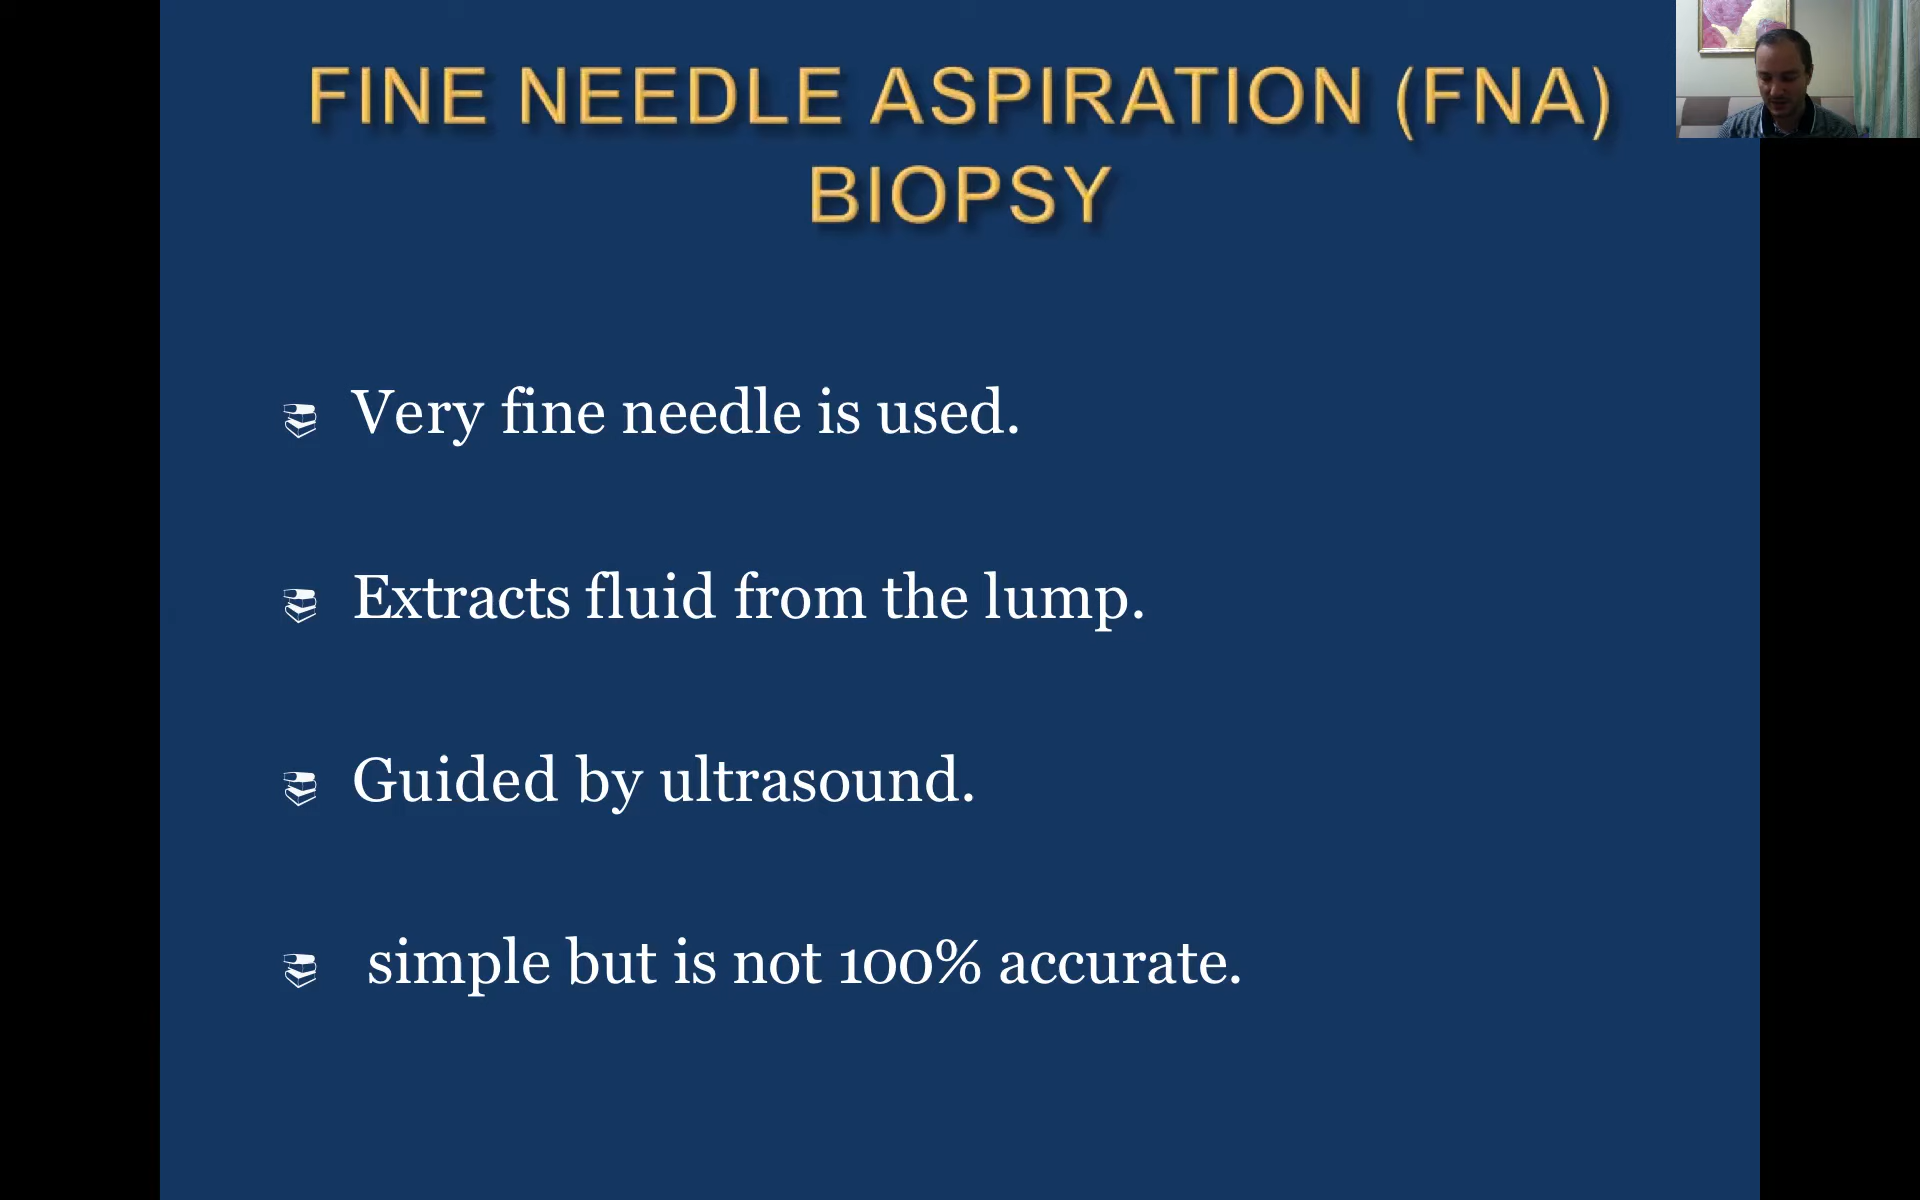 FINE NEEDLE ASPIRATION (FNA)
BIOPSY
Very fine needle is used.
Extracts fluid from the lump.
Guided by ultrasound.
simple but is not 100% accurate.